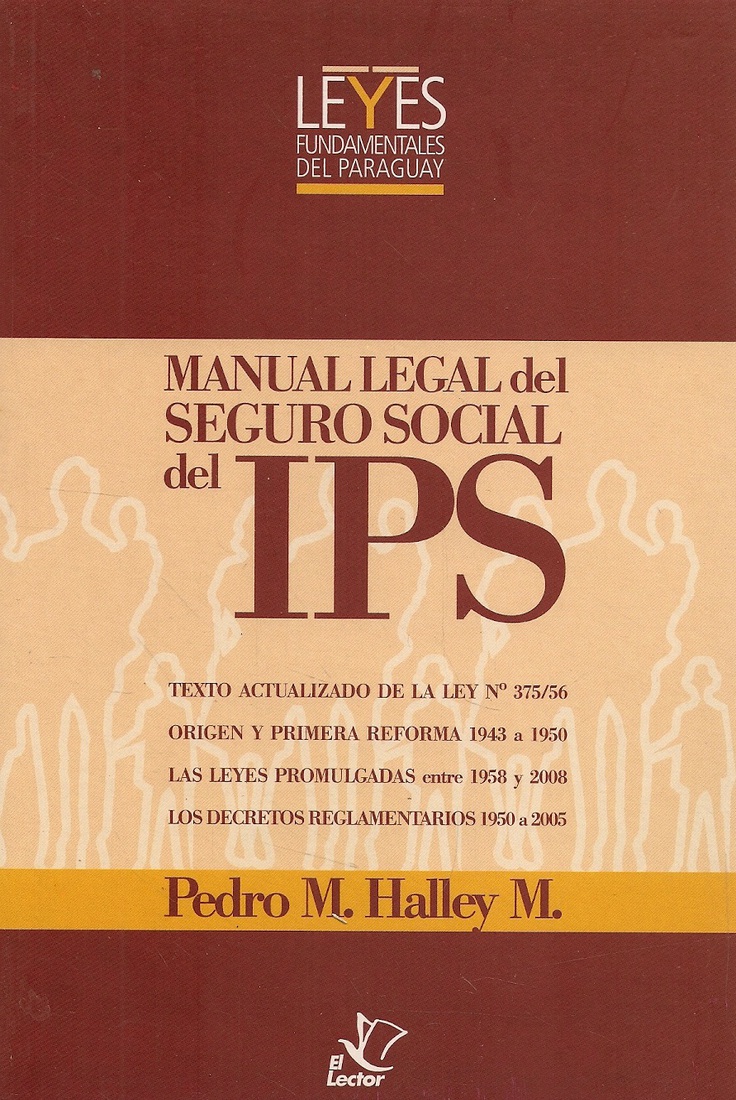 LEYES
FUNDAMENTALES
DEL PARAGUAY
MANUAL LEGAL del
SEGURO SOCIAL
del IPS
TEXTO ACTUALIZADO DE LA LEY Nº 375/56
ORIGEN Y PRIMERA REFORMA 1943 a 1950
LAS LEYES PROMULGADAS entre 1958 y 2008
LOS DECRETOS REGLAMENTARIOS 1950 a 2005
Pedro M. Halley M.
El
Lector